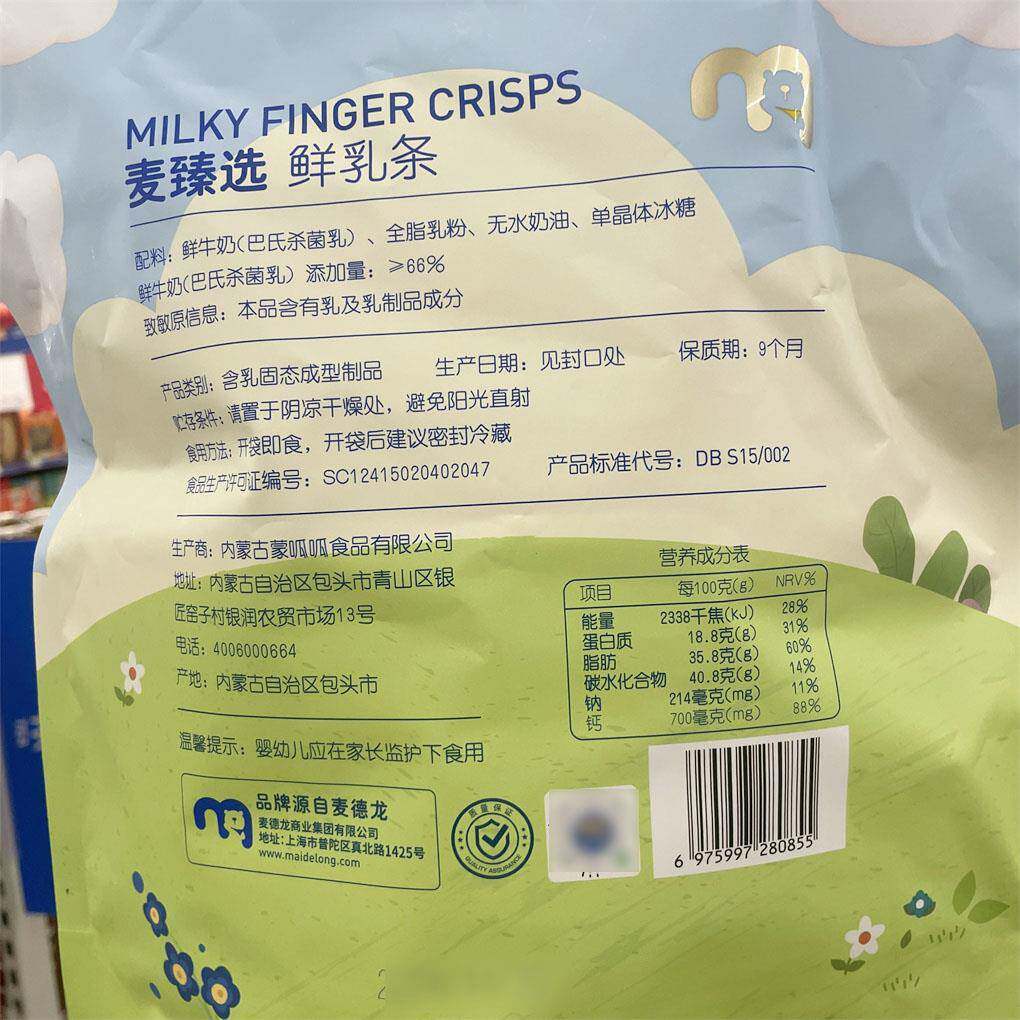 MILKY FINGER CRISPS
麦臻选 鲜乳条
配料：鲜牛奶(巴氏杀菌乳）、全脂乳粉、无水奶油、单晶体冰糖
鲜牛奶(巴氏杀菌乳）添加量：≥66%
致敏原信息：本品含有乳及乳制品成分
产品类别：含乳固态成型制品 生产日期：见封口处 保质期：9个月
贮存条件：请置于阴凉干燥处，避免阳光直射
食用方法：开袋即食，开袋后建议密封冷藏
食品生产许可证编号：SC12415020402047 产品标准代号：DB S15/002
生产商：内蒙古蒙呱呱食品有限公司
地址：内蒙古自治区包头市青山区银
匠窑子村银润农贸市场13号
电话：4006000664
产地：内蒙古自治区包头市
温馨提示：婴幼儿应在家长监护下食用
营养成分表
项目 每100克(g) NRV%
能量 2338千焦(kJ) 28%
蛋白质 18.8克(g) 31%
脂肪 35.8克(g) 60%
碳水化合物 40.8克(g) 14%
钠 214毫克(mg) 11%
钙 700毫克(mg) 88%
品牌源自麦德龙
麦德龙商业集团有限公司
地址：上海市普陀区真北路1425号
www.maidelong.com
质量保证
QUALITY ASSURANCE
6 975997 280855